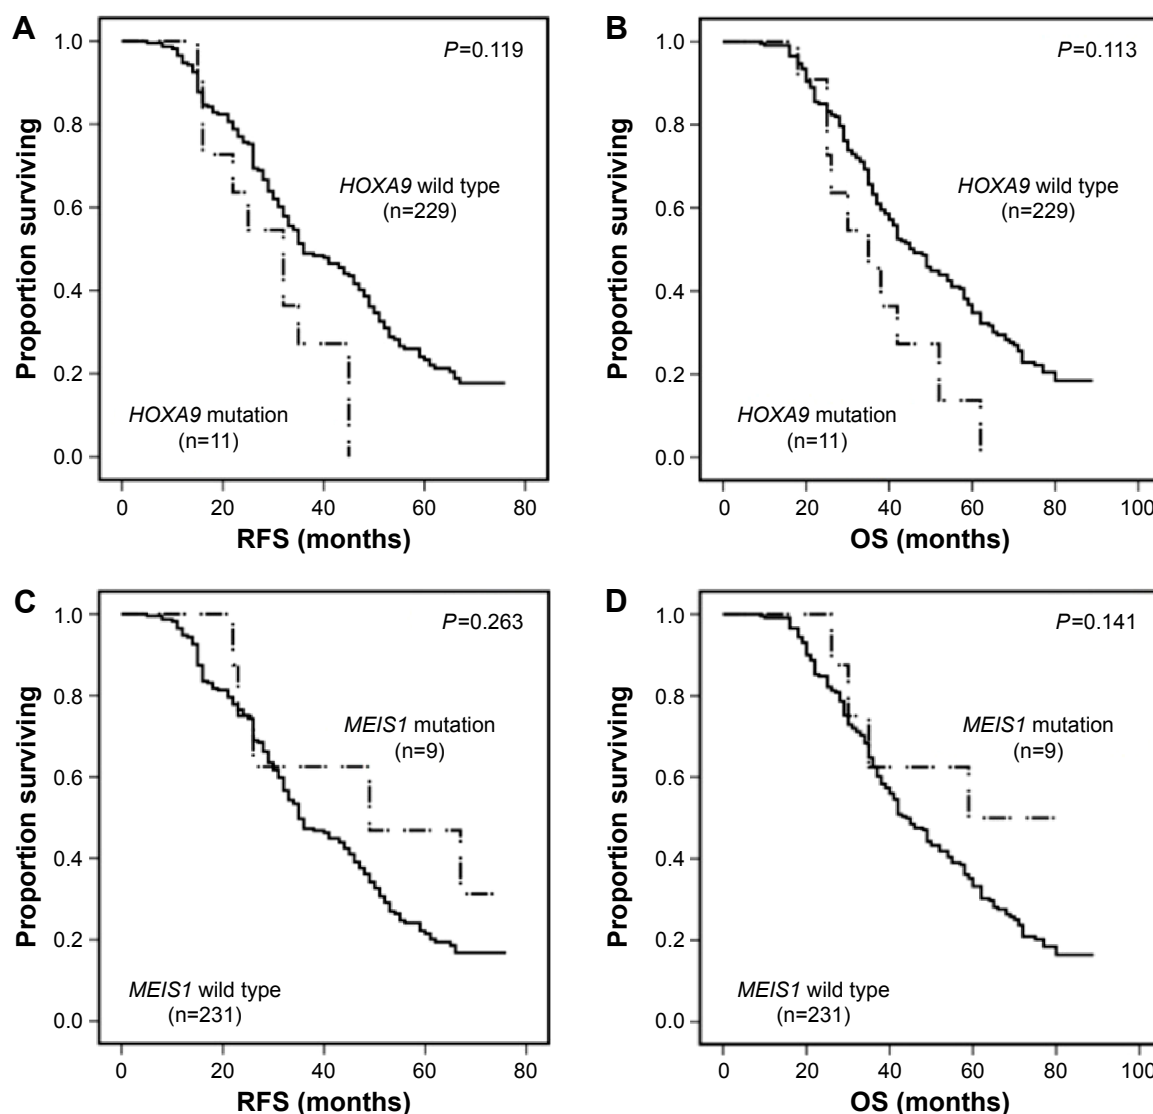 A
P=0.119
1.0
0.8
0.6
0.4
0.2
0.0
Proportion surviving
HOXA9 wild type
(n=229)
HOXA9 mutation
(n=11)
0 20 40 60 80
RFS (months)
B
P=0.113
1.0
0.8
0.6
0.4
0.2
0.0
Proportion surviving
HOXA9 wild type
(n=229)
HOXA9 mutation
(n=11)
0 20 40 60 80 100
OS (months)
C
P=0.263
1.0
0.8
0.6
0.4
0.2
0.0
Proportion surviving
MEIS1 mutation
(n=9)
MEIS1 wild type
(n=231)
0 20 40 60 80
RFS (months)
D
P=0.141
1.0
0.8
0.6
0.4
0.2
0.0
Proportion surviving
MEIS1 mutation
(n=9)
MEIS1 wild type
(n=231)
0 20 40 60 80 100
OS (months)